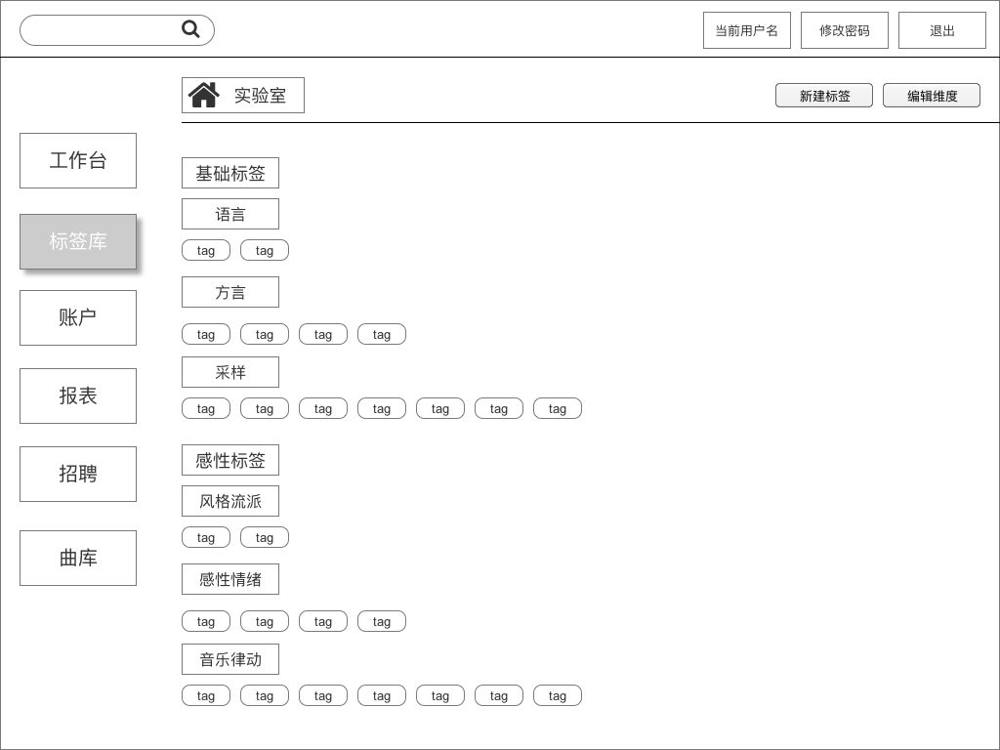 当前用户名 修改密码 退出
实验室 新建标签 编辑维度
工作台
标签库
账户
报表
招聘
曲库
基础标签
语言
tag tag
方言
tag tag tag tag
采样
tag tag tag tag tag tag tag
感性标签
风格流派
tag tag
感性情绪
tag tag tag tag
音乐律动
tag tag tag tag tag tag tag